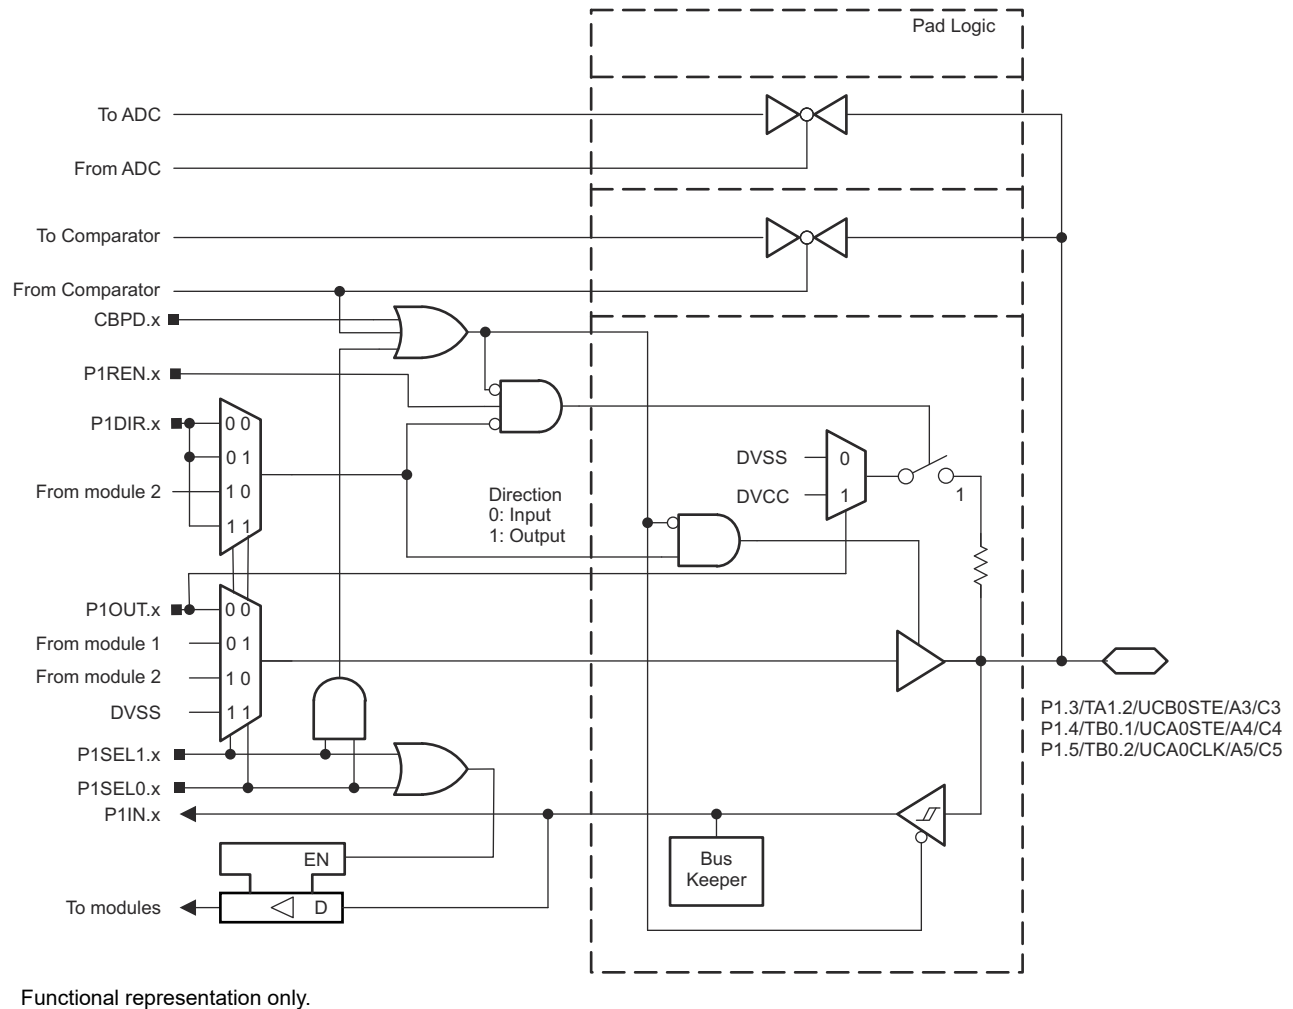 Pad Logic
To ADC
From ADC
To Comparator
From Comparator
CBPD.x
P1REN.x
P1DIR.x
0 0
0 1
From module 2
1 0
1 1
Direction
0: Input
1: Output
DVSS
0
DVCC
1
1
P1OUT.x
0 0
From module 1
0 1
From module 2
1 0
DVSS
1 1
P1.3/TA1.2/UCB0STE/A3/C3
P1.4/TB0.1/UCA0STE/A4/C4
P1.5/TB0.2/UCA0CLK/A5/C5
P1SEL1.x
P1SEL0.x
P1IN.x
EN
Bus
Keeper
To modules
D
Functional representation only.